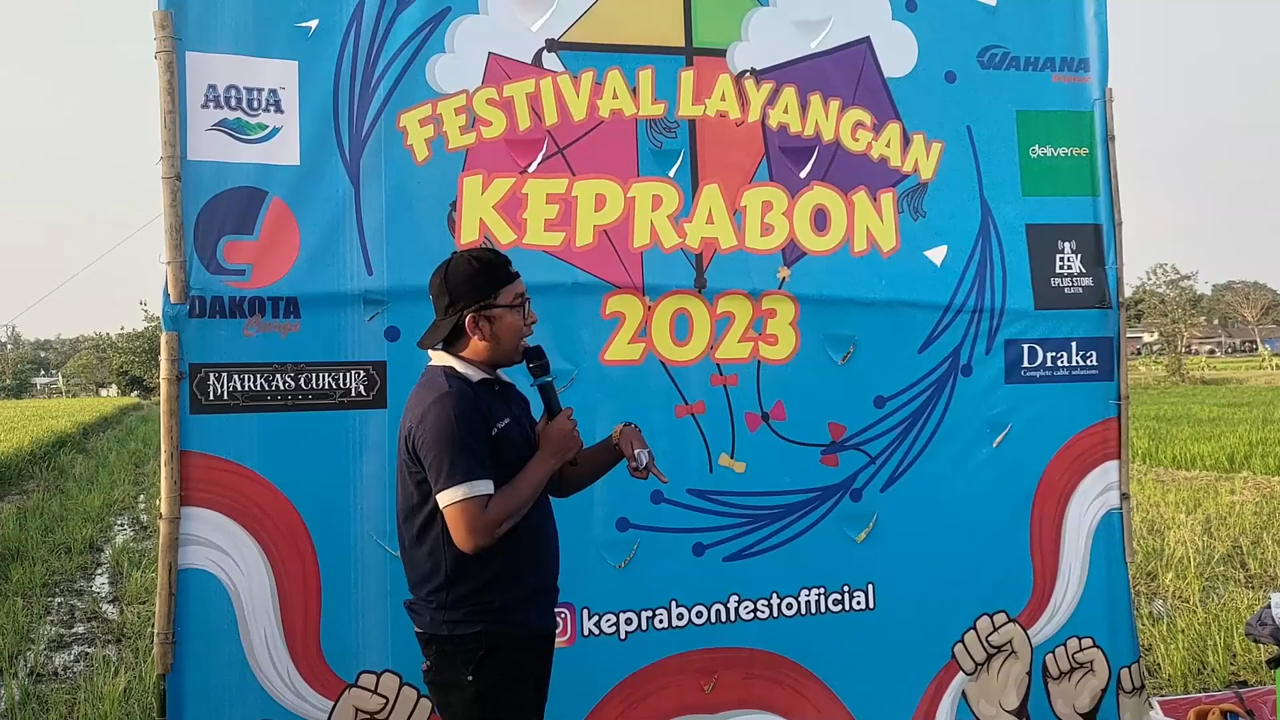 AQUA
DAKOTA
Cargo
MARKAS CUKUR
FESTIVAL LAYANGAN
KEPRABON
2023
keprabonfestofficial
WAHANA
deliveree
ESK
EPLUS STORE
KLATEN
Draka
Complete cable solutions